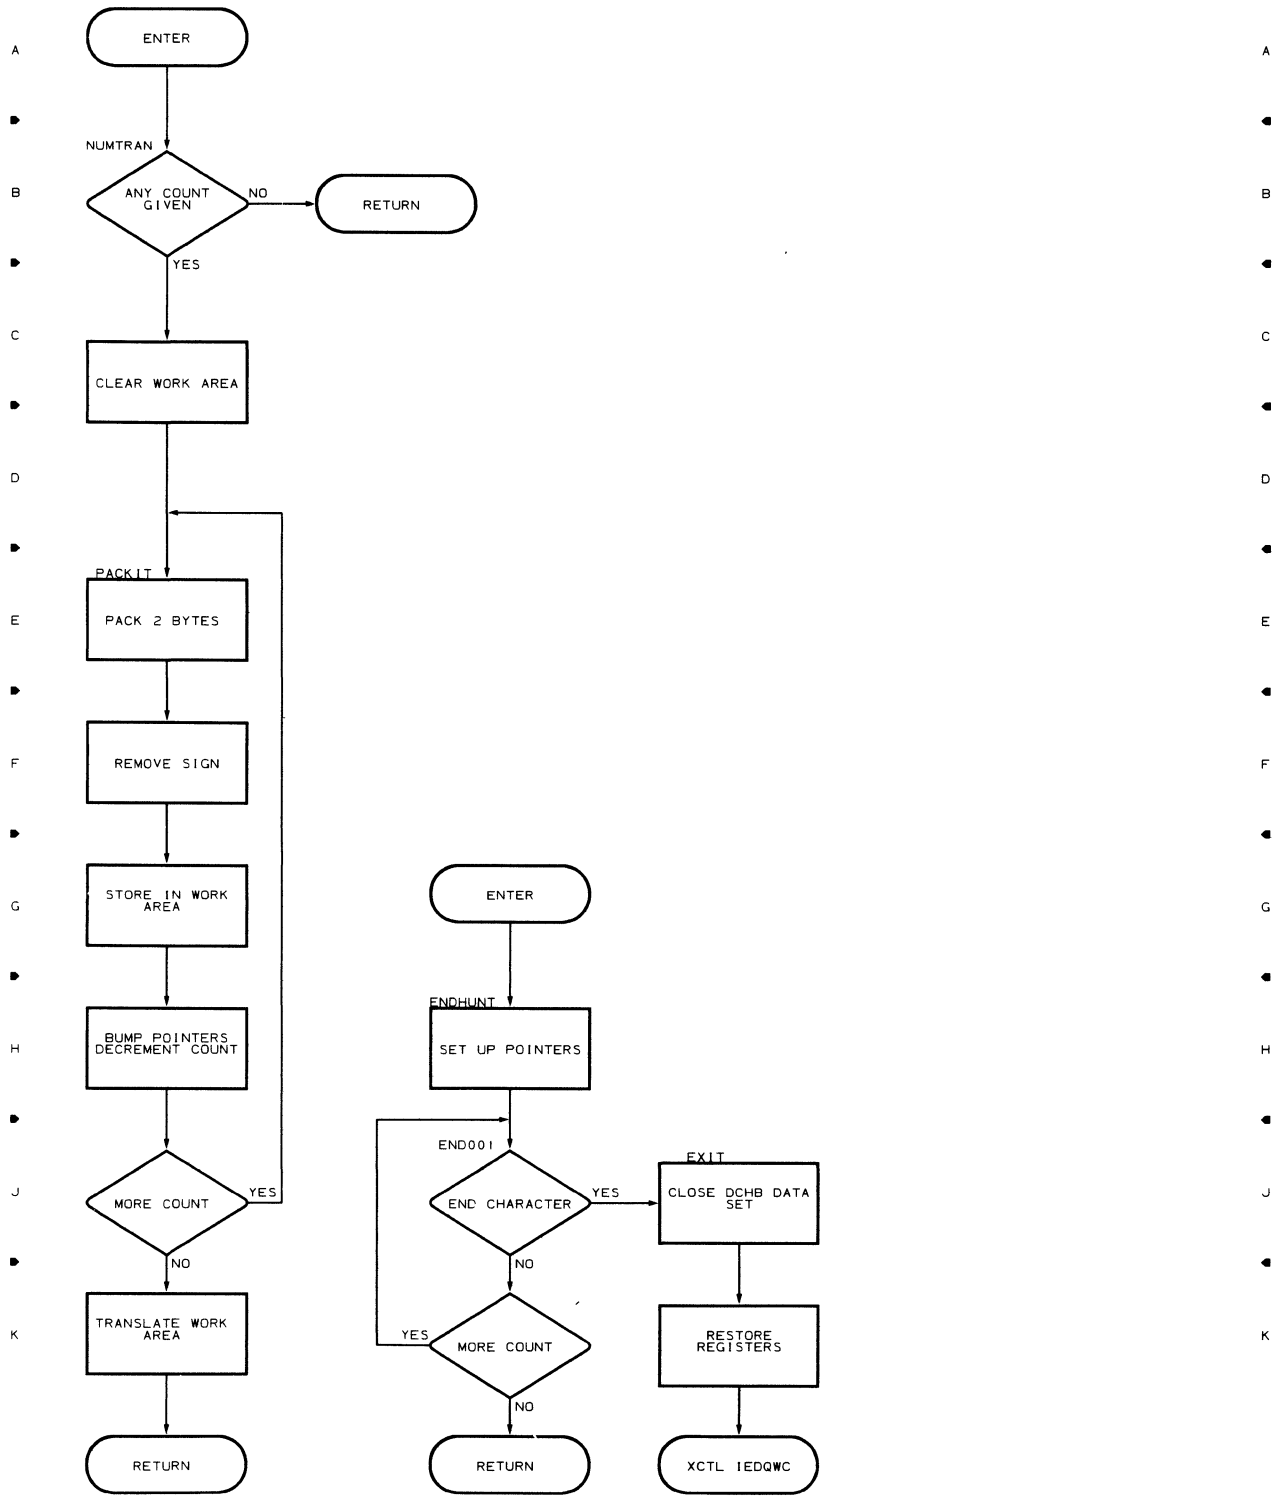 ENTER
A
A
NUMTRAN
B
ANY COUNT
GIVEN
NO
RETURN
B
YES
C
CLEAR WORK AREA
C
D
D
PACKIT
E
PACK 2 BYTES
E
F
REMOVE SIGN
F
G
STORE IN WORK
AREA
ENTER
G
ENDHUNT
H
BUMP POINTERS
DECREMENT COUNT
SET UP POINTERS
H
END001
EXIT
J
MORE COUNT
YES
END CHARACTER
YES
CLOSE DCHB DATA
SET
J
NO
NO
K
TRANSLATE WORK
AREA
YES
MORE COUNT
RESTORE
REGISTERS
K
NO
RETURN
RETURN
XCTL IEDQWC